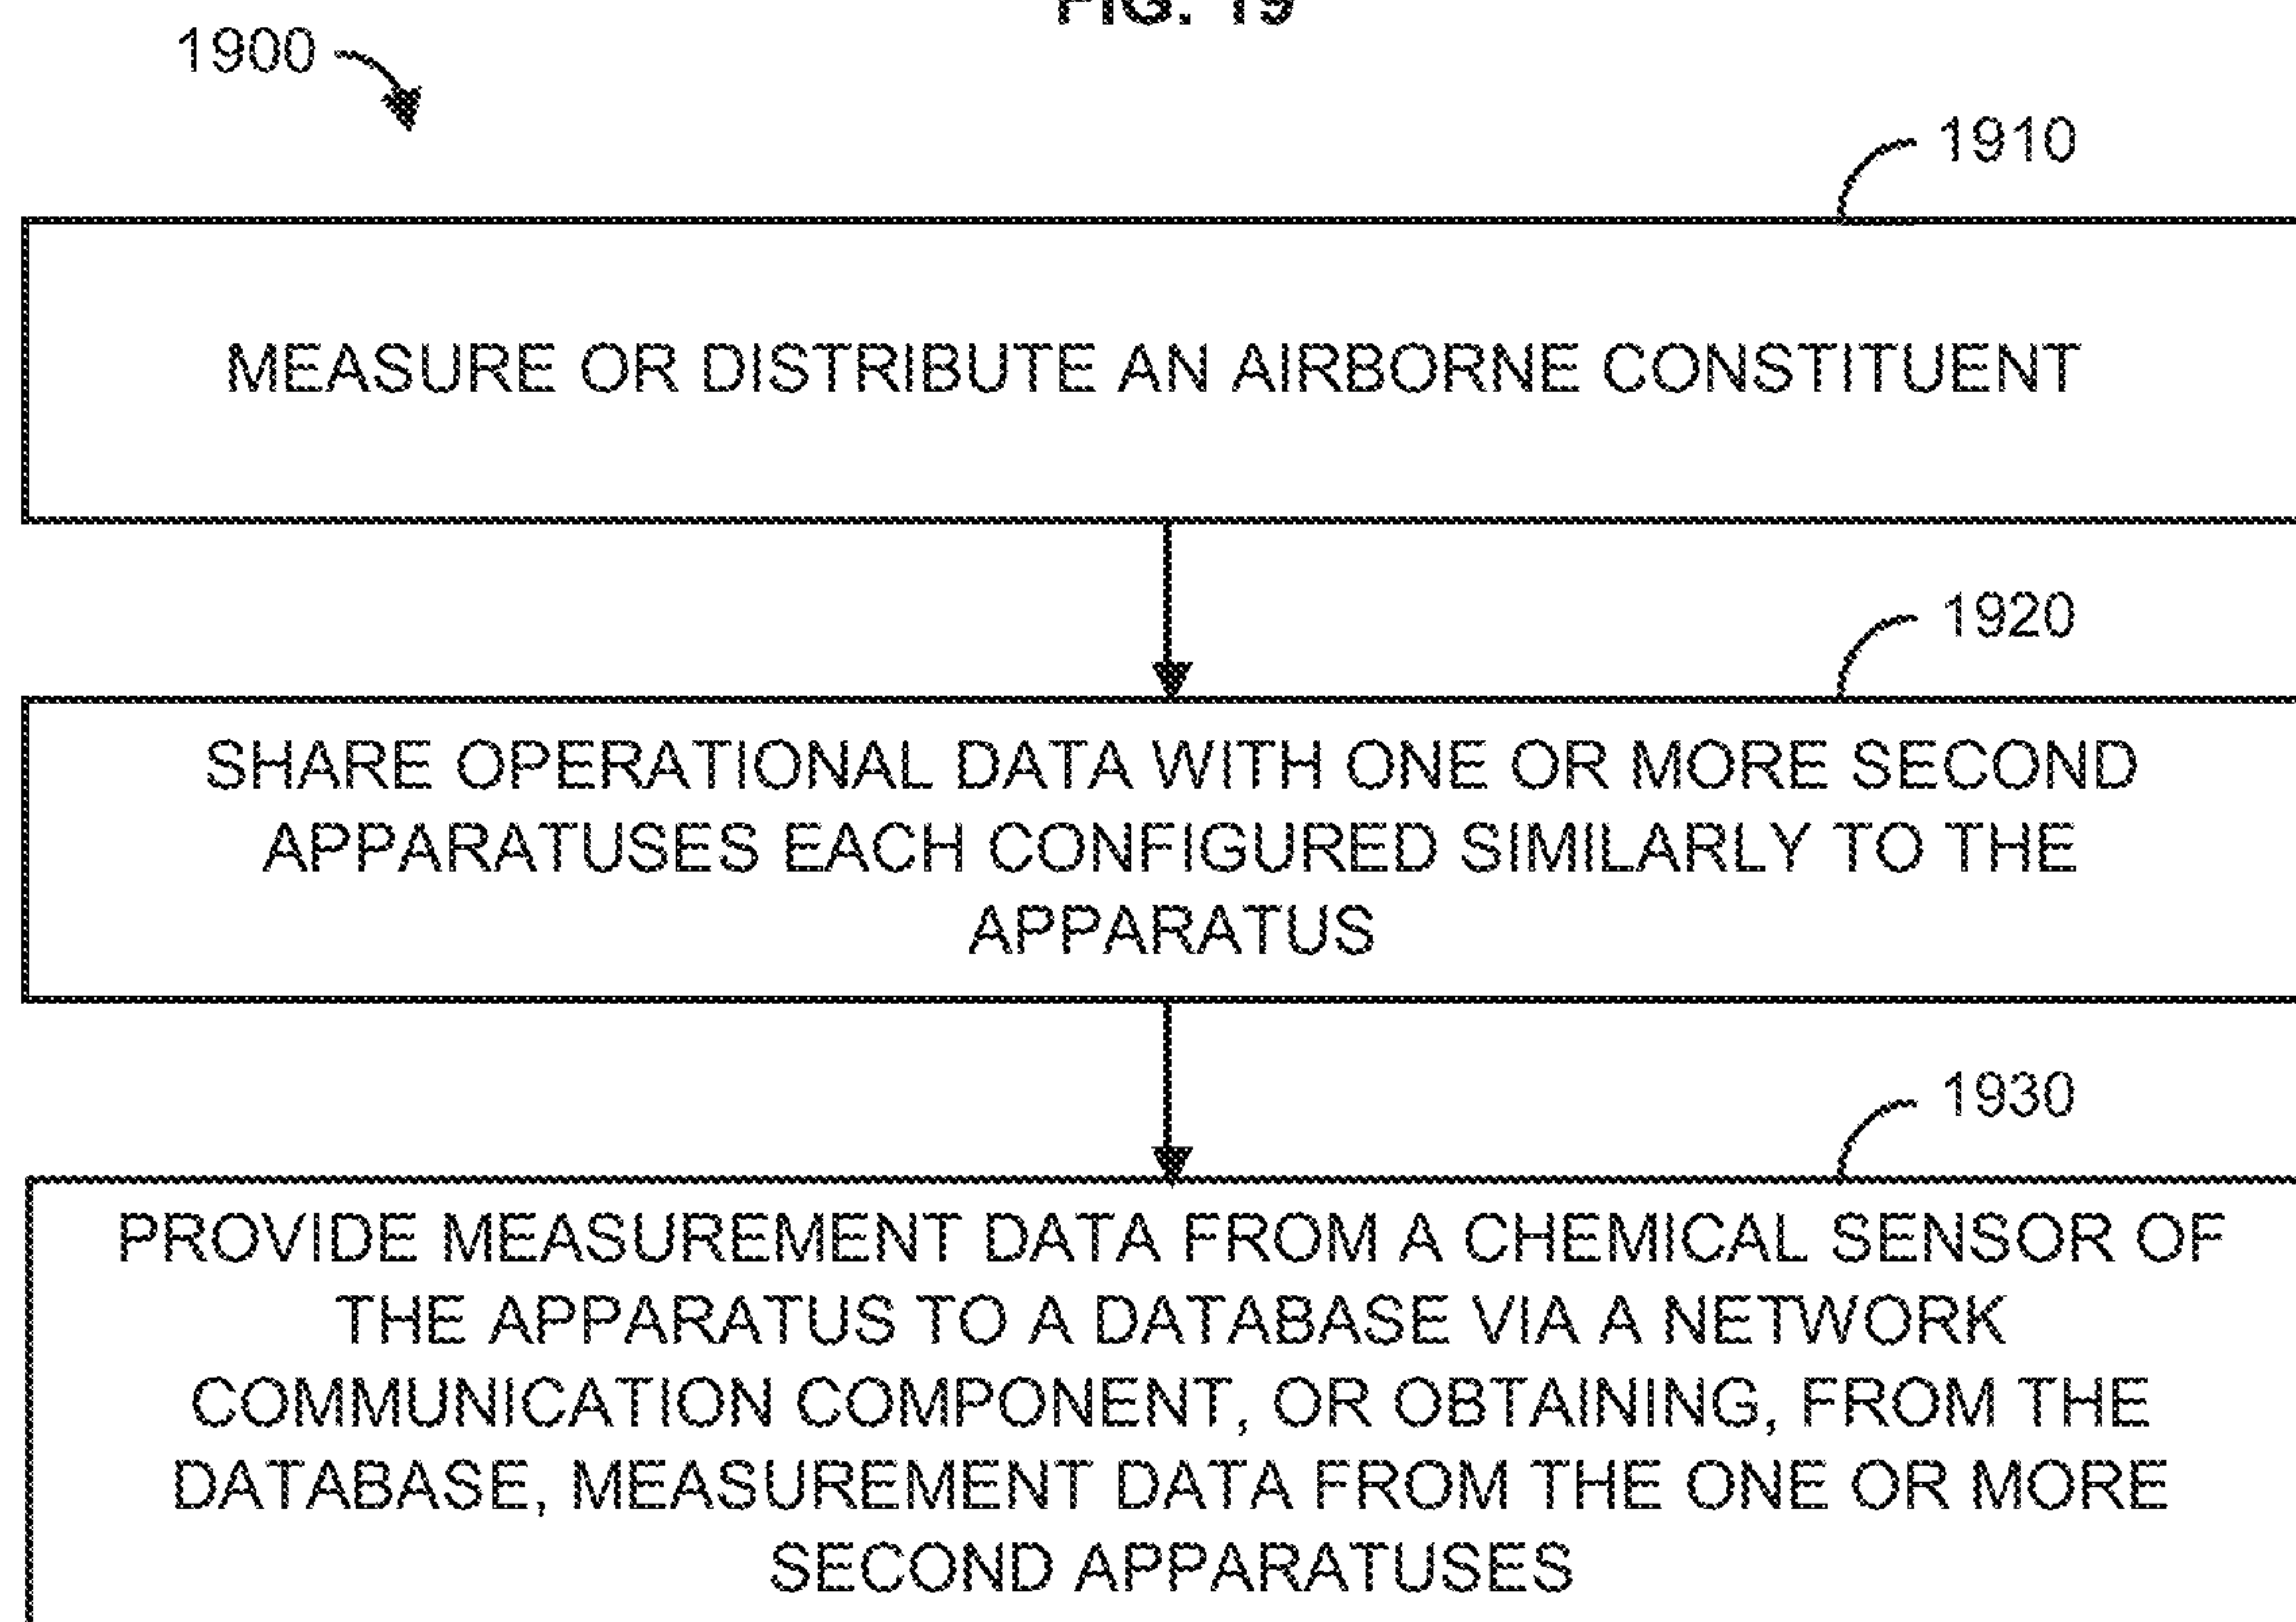 FIG. 19
1900
1910
MEASURE OR DISTRIBUTE AN AIRBORNE CONSTITUENT
1920
SHARE OPERATIONAL DATA WITH ONE OR MORE SECOND
APPARATUSES EACH CONFIGURED SIMILARLY TO THE
APPARATUS
1930
PROVIDE MEASUREMENT DATA FROM A CHEMICAL SENSOR OF
THE APPARATUS TO A DATABASE VIA A NETWORK
COMMUNICATION COMPONENT, OR OBTAINING, FROM THE
DATABASE, MEASUREMENT DATA FROM THE ONE OR MORE
SECOND APPARATUSES